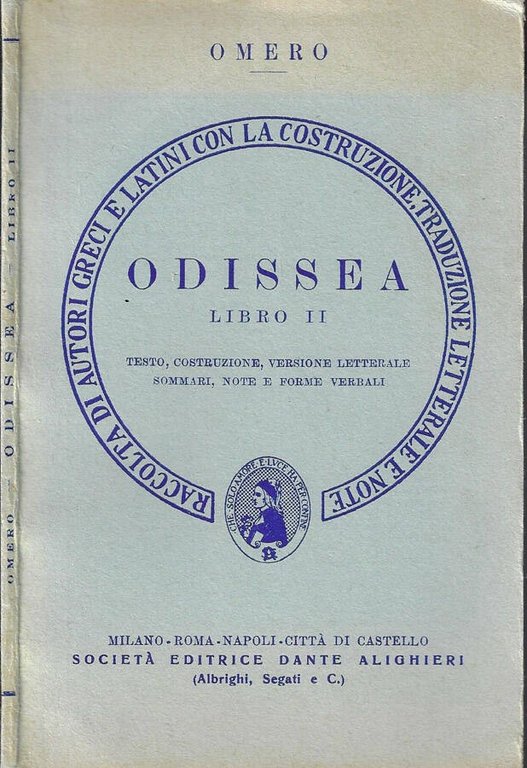 OMERO
RACCOLTA DI AUTORI GRECI E LATINI CON LA COSTRUZIONE, TRADUZIONE LETTERALE E NOTE
ODISSEA
LIBRO II
TESTO, COSTRUZIONE, VERSIONE LETTERALE
SOMMARI, NOTE E FORME VERBALI
CHE SOLO AMORE E LVCE HA PER CONFINE
MILANO - ROMA - NAPOLI - CITTÀ DI CASTELLO
SOCIETÀ EDITRICE DANTE ALIGHIERI
(Albrighi, Segati e C.)
OMERO — ODISSEA — LIBRO II